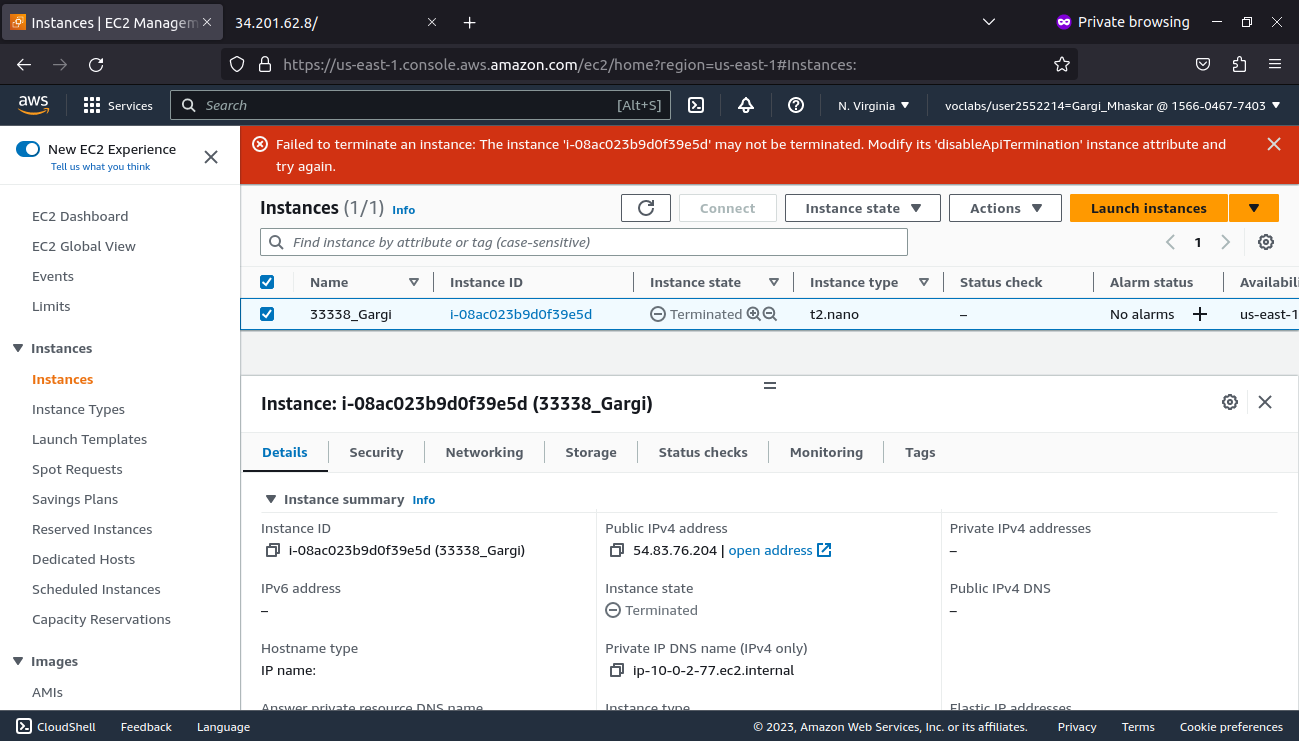 Instances | EC2 Managem
34.201.62.8/
Private browsing
https://us-east-1.console.aws.amazon.com/ec2/home?region=us-east-1#Instances:
aws
Services
Search
[Alt+S]
N. Virginia
voclabs/user2552214=Gargi_Mhaskar @ 1566-0467-7403
New EC2 Experience
Tell us what you think
Failed to terminate an instance: The instance 'i-08ac023b9d0f39e5d' may not be terminated. Modify its 'disableApiTermination' instance attribute and
try again.
EC2 Dashboard
EC2 Global View
Events
Limits
Instances
Instances
Instance Types
Launch Templates
Spot Requests
Savings Plans
Reserved Instances
Dedicated Hosts
Scheduled Instances
Capacity Reservations
Images
AMIs
Instances (1/1) Info
Connect
Instance state
Actions
Launch instances
Find instance by attribute or tag (case-sensitive)
1
Name Instance ID Instance state Instance type Status check Alarm status Availabili
33338_Gargi i-08ac023b9d0f39e5d Terminated t2.nano – No alarms us-east-1
Instance: i-08ac023b9d0f39e5d (33338_Gargi)
Details Security Networking Storage Status checks Monitoring Tags
Instance summary Info
Instance ID
i-08ac023b9d0f39e5d (33338_Gargi)
Public IPv4 address
54.83.76.204 | open address
Private IPv4 addresses
–
IPv6 address
–
Instance state
Terminated
Public IPv4 DNS
–
Hostname type
IP name:
Private IP DNS name (IPv4 only)
ip-10-0-2-77.ec2.internal
Answer private resource DNS name
Instance type
Elastic IP addresses
CloudShell Feedback Language
© 2023, Amazon Web Services, Inc. or its affiliates. Privacy Terms Cookie preferences